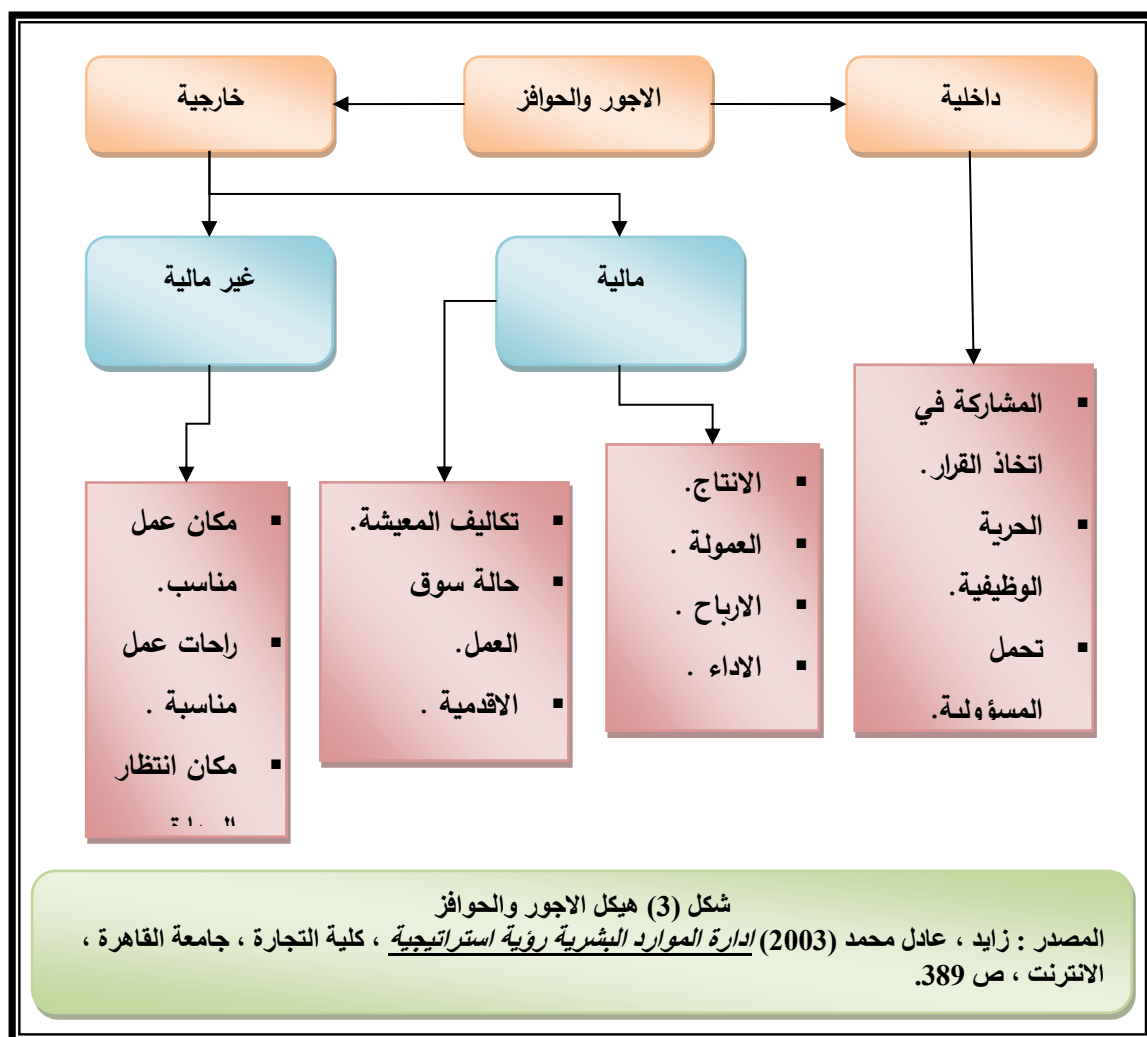 داخلية
الاجور والحوافز
خارجية
مالية
غير مالية
▪ المشاركة في
اتخاذ القرار.
▪ الحرية
الوظيفية.
▪ تحمل
المسؤولية.
▪ الانتاج.
▪ العمولة .
▪ الارباح .
▪ الاداء .
▪ تكاليف المعيشة.
▪ حالة سوق
العمل.
▪ الاقدمية .
▪ مكان عمل
مناسب.
▪ راحات عمل
مناسبة .
▪ مكان انتظار
شكل (3) هيكل الاجور والحوافز
المصدر : زايد ، عادل محمد (2003) ادارة الموارد البشرية رؤية استراتيجية ، كلية التجارة ، جامعة القاهرة ،
الانترنت ، ص 389.